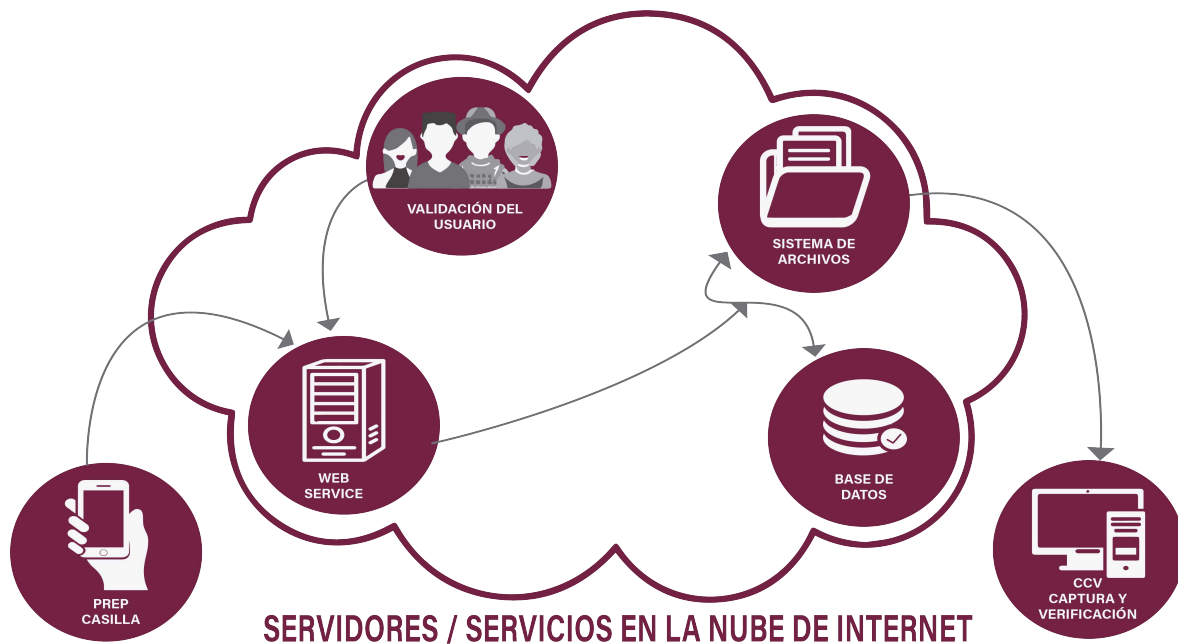 VALIDACIÓN DEL
USUARIO
SISTEMA DE
ARCHIVOS
WEB
SERVICE
BASE DE
DATOS
PREP
CASILLA
CCV
CAPTURA Y
VERIFICACIÓN
SERVIDORES / SERVICIOS EN LA NUBE DE INTERNET